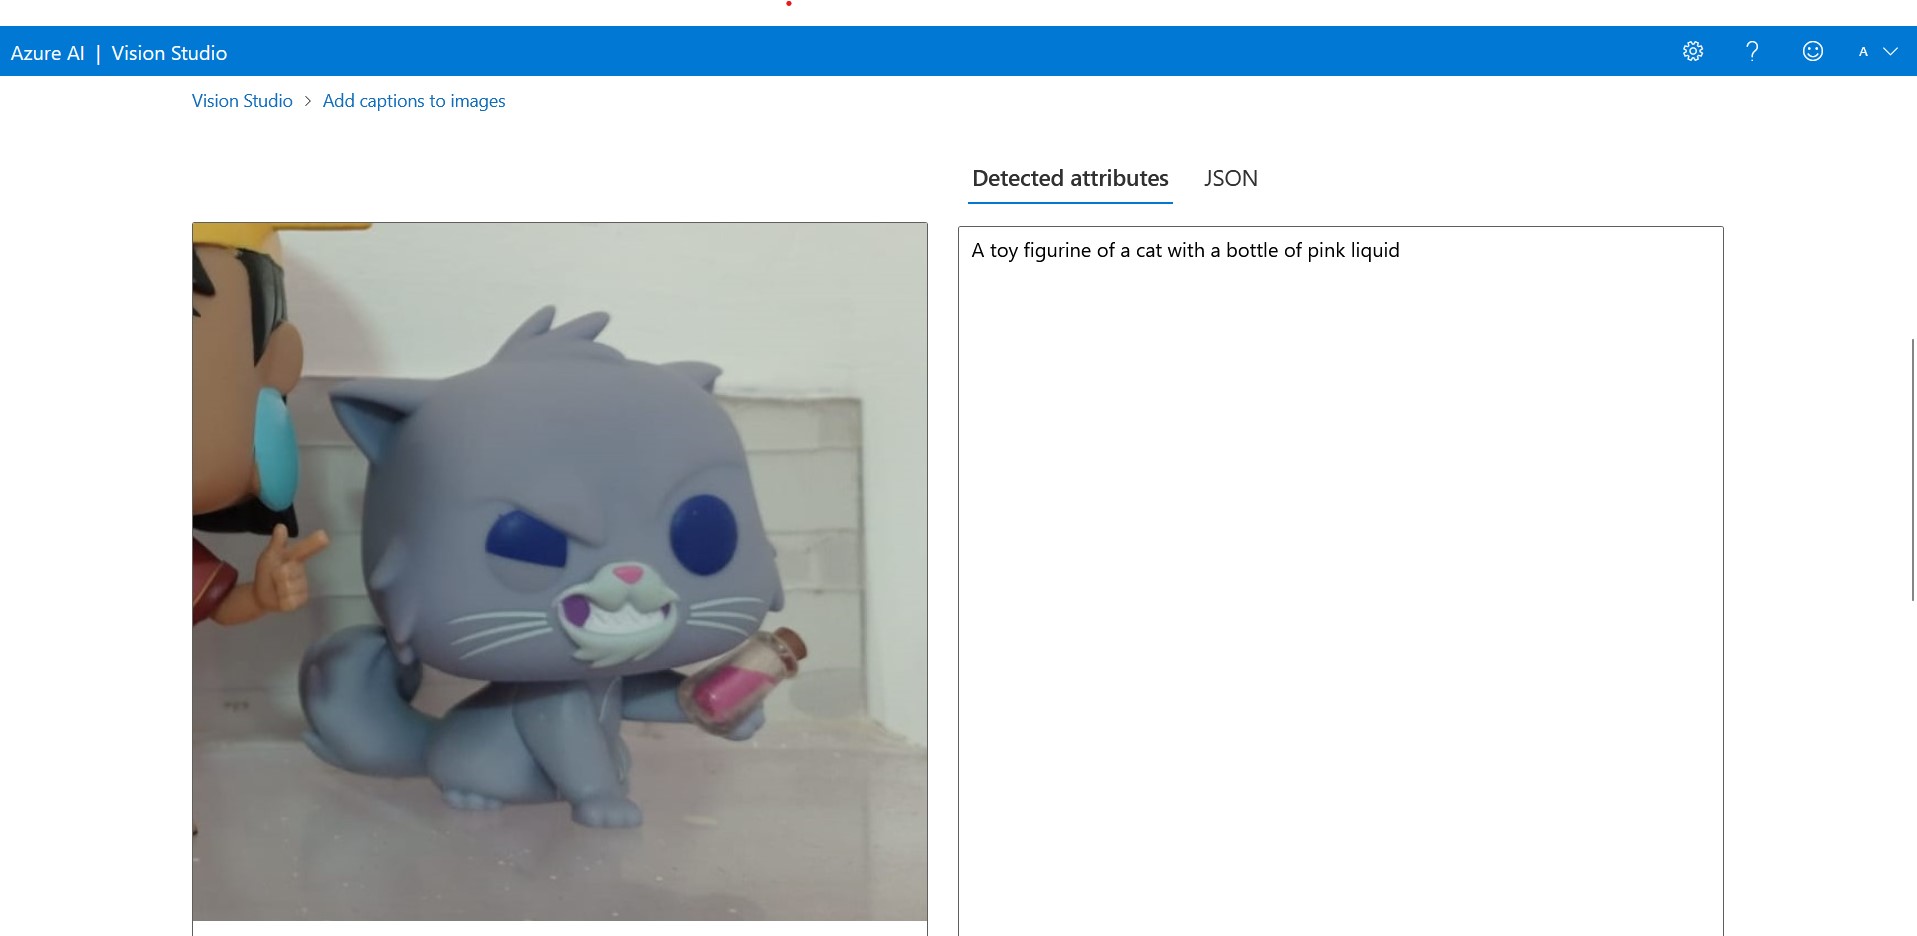 Azure AI | Vision Studio
A
Vision Studio > Add captions to images
Detected attributes JSON
A toy figurine of a cat with a bottle of pink liquid